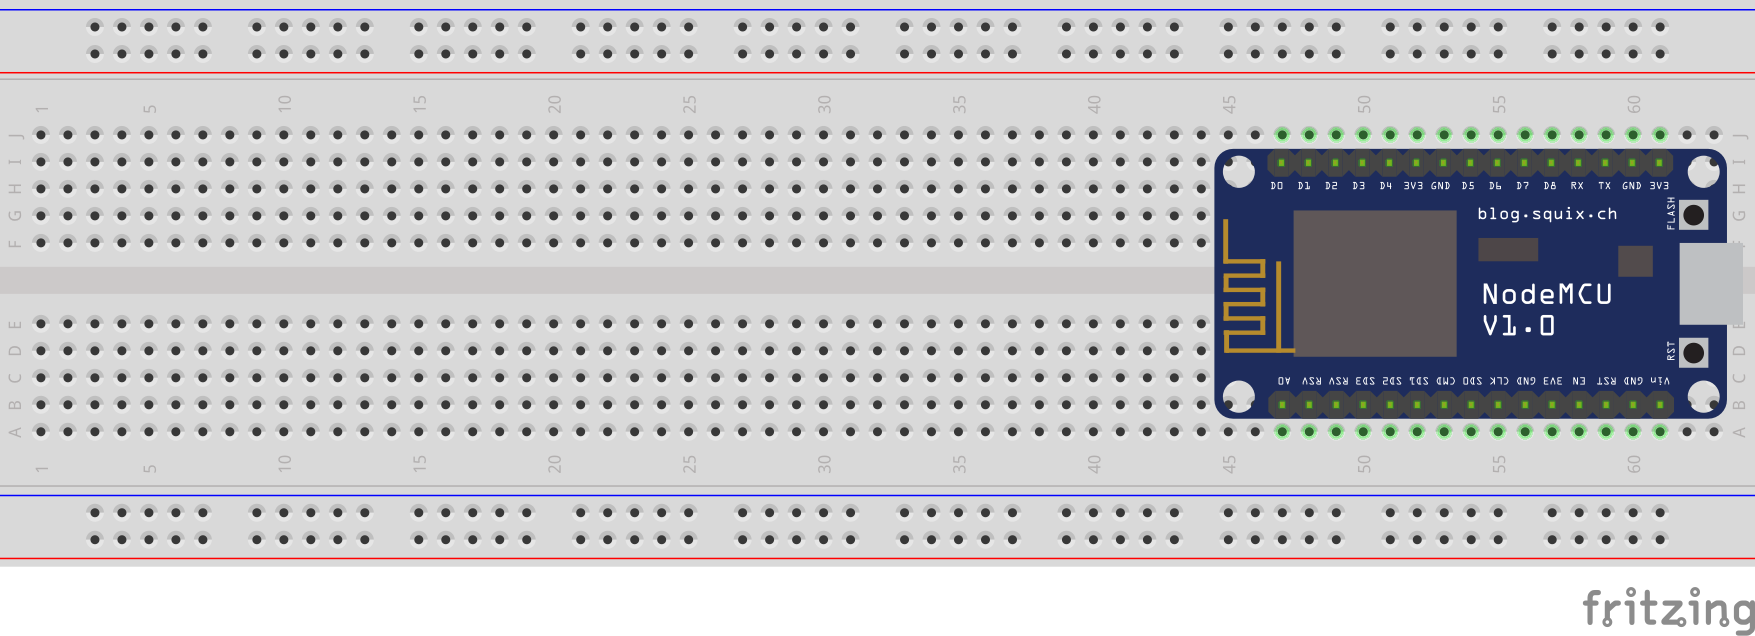 1 5 10 15 20 25 30 35 40 45 50 55 60
J J
I I
H H
G G
F
D0 D1 D2 D3 D4 3V3 GND D5 D6 D7 D8 RX TX GND 3V3
blog.squix.ch
FLASH
NodeMCU
V1.0
RST
E E
D D
C C
B B
A A
A0 RSV RSV SD3 SD2 SD1 CMD SD0 CLK GND 3V3 EN RST GND Vin
1 5 10 15 20 25 30 35 40 45 50 55 60
fritzing